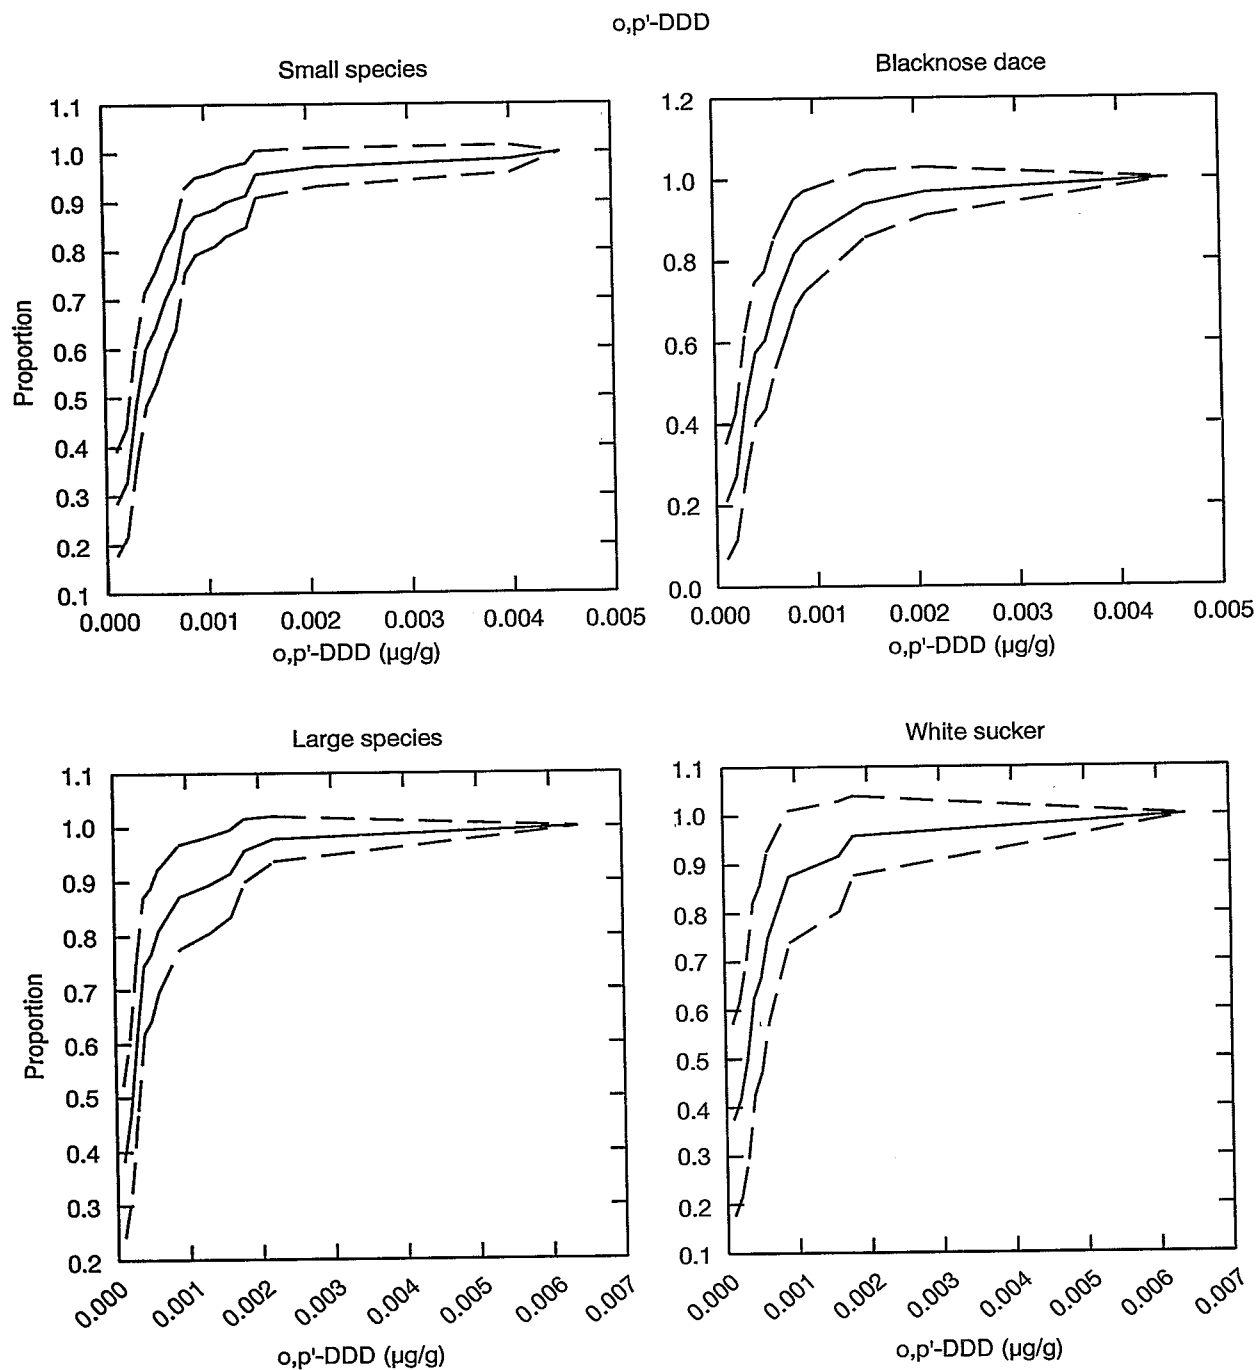 o,p'-DDD
Small species
1.1
1.0
0.9
0.8
0.7
0.6
0.5
0.4
0.3
0.2
0.1
Proportion
0.000 0.001 0.002 0.003 0.004 0.005
o,p'-DDD (µg/g)
Blacknose dace
1.2
1.0
0.8
0.6
0.4
0.2
0.0
0.000 0.001 0.002 0.003 0.004 0.005
o,p'-DDD (µg/g)
Large species
1.1
1.0
0.9
0.8
0.7
0.6
0.5
0.4
0.3
0.2
Proportion
0.000 0.001 0.002 0.003 0.004 0.005 0.006 0.007
o,p'-DDD (µg/g)
White sucker
1.1
1.0
0.9
0.8
0.7
0.6
0.5
0.4
0.3
0.2
0.1
0.000 0.001 0.002 0.003 0.004 0.005 0.006 0.007
o,p'-DDD (µg/g)